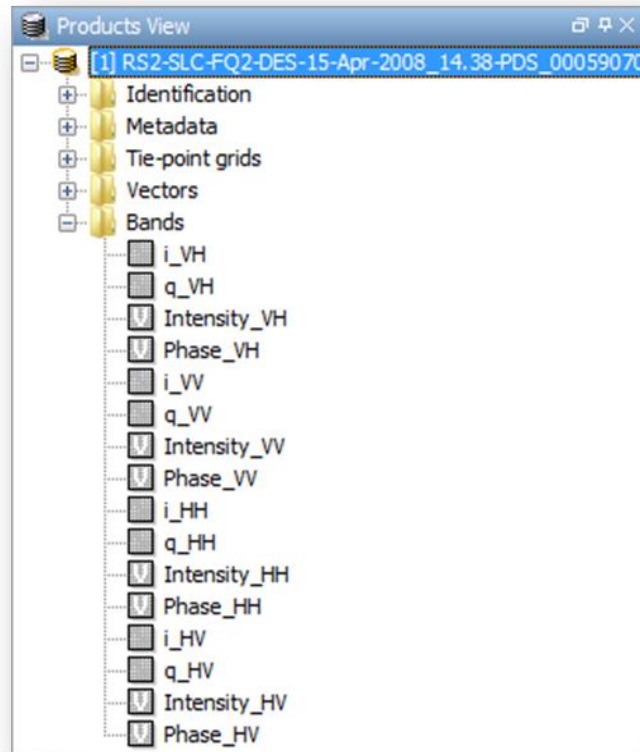 Products View
[1] RS2-SLC-FQ2-DES-15-Apr-2008_14.38-PDS_00059070
Identification
Metadata
Tie-point grids
Vectors
Bands
i_VH
q_VH
Intensity_VH
Phase_VH
i_VV
q_VV
Intensity_VV
Phase_VV
i_HH
q_HH
Intensity_HH
Phase_HH
i_HV
q_HV
Intensity_HV
Phase_HV